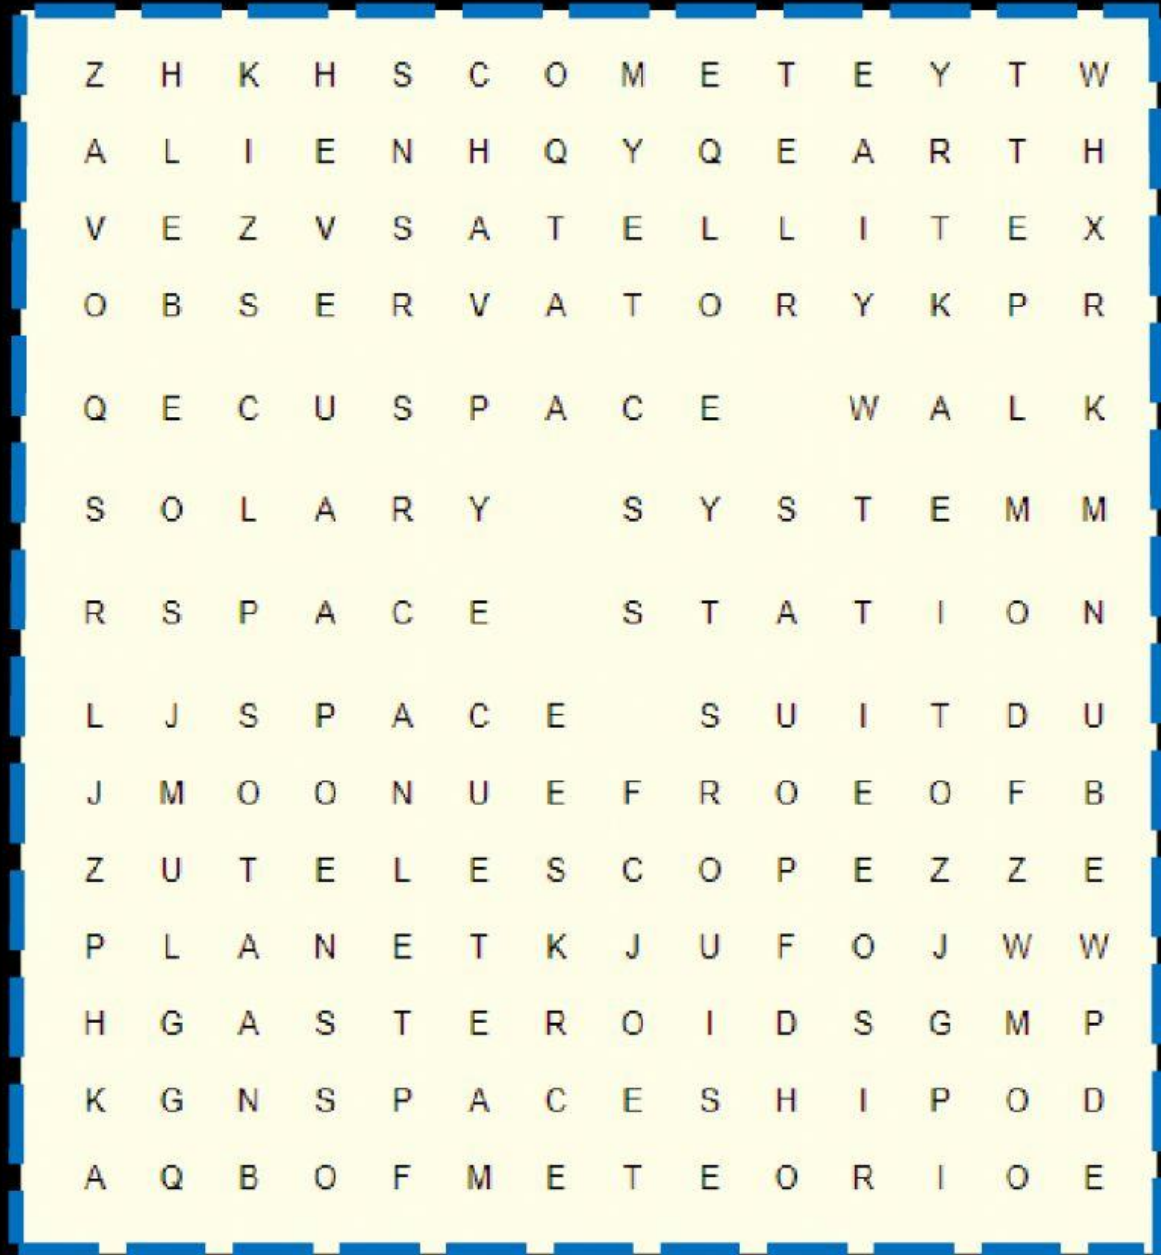 Z H K H S C O M E T E Y T W
A L I E N H Q Y Q E A R T H
V E Z V S A T E L L I T E X
O B S E R V A T O R Y K P R
Q E C U S P A C E W A L K
S O L A R Y S Y S T E M M
R S P A C E S T A T I O N
L J S P A C E S U I T D U
J M O O N U E F R O E O F B
Z U T E L E S C O P E Z Z E
P L A N E T K J U F O J W W
H G A S T E R O I D S G M P
K G N S P A C E S H I P O D
A Q B O F M E T E O R I O E